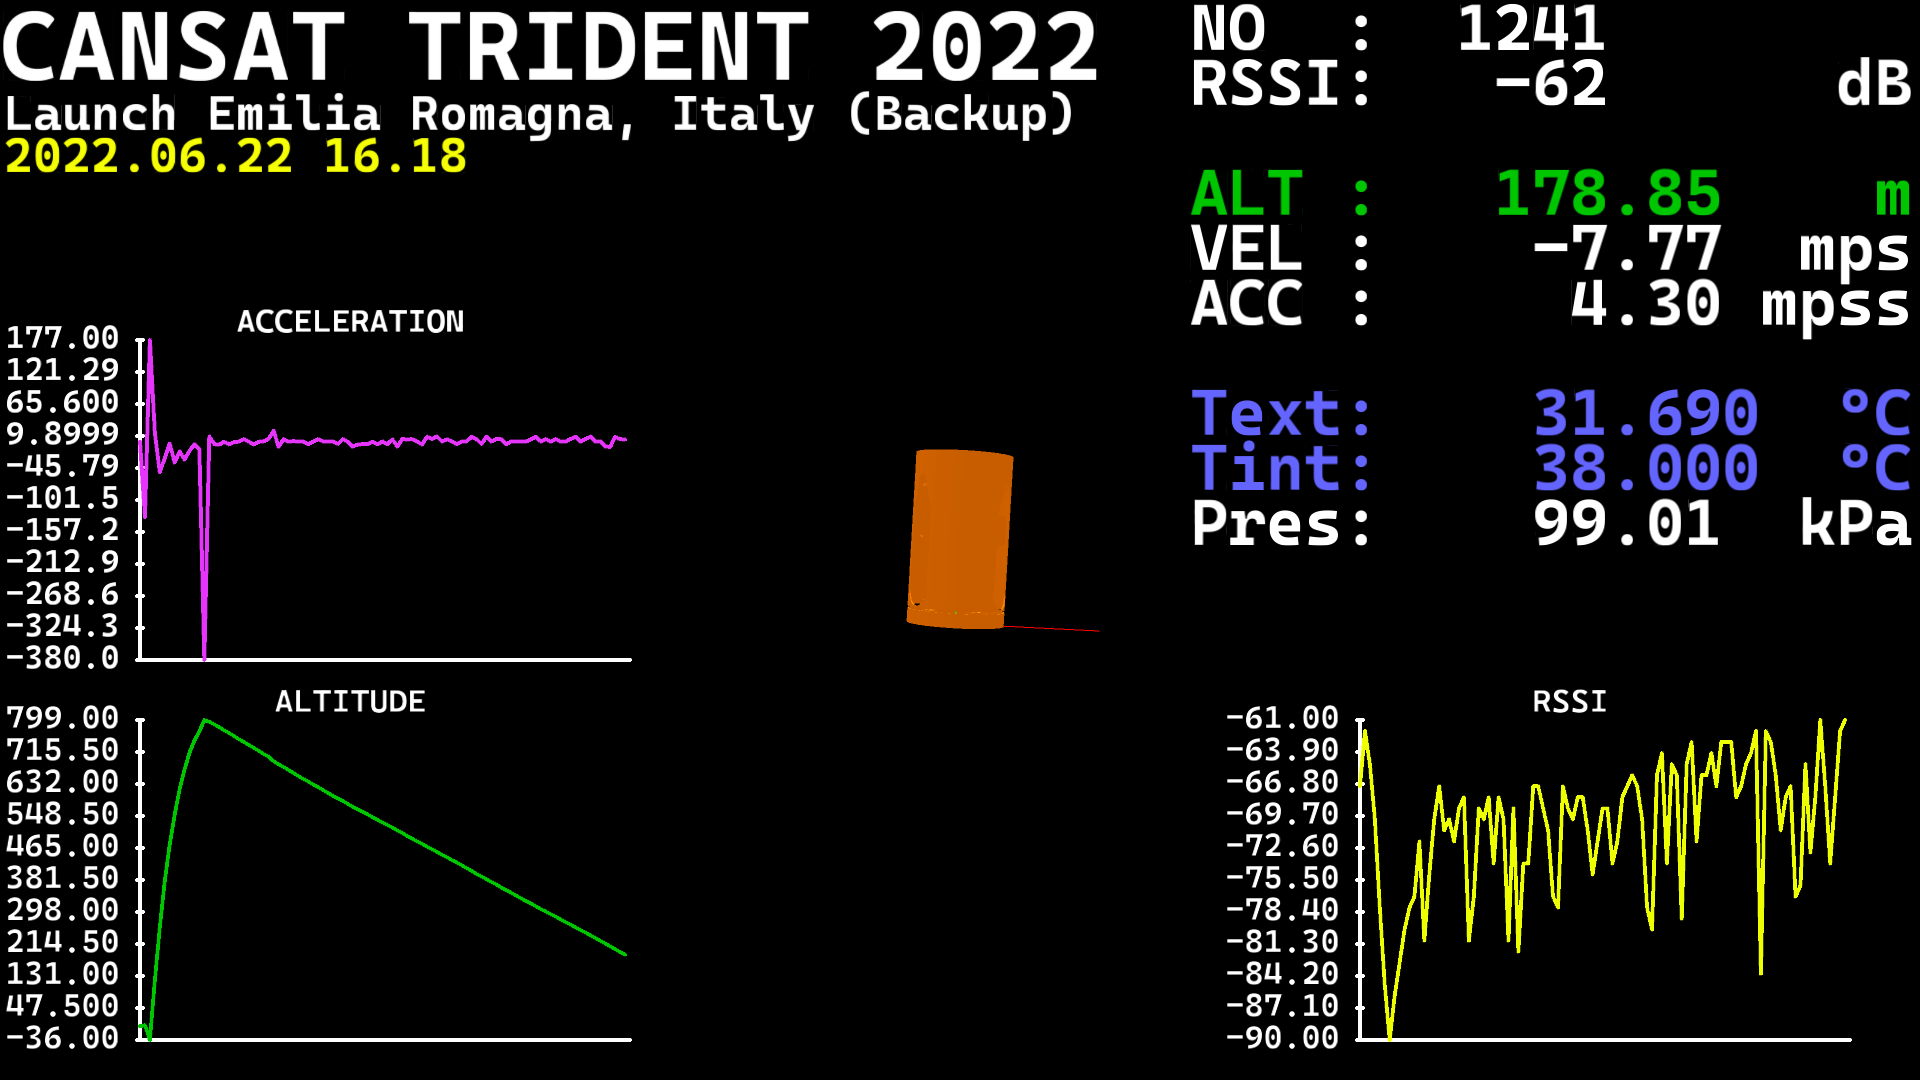 CANSAT TRIDENT 2022
Launch Emilia Romagna, Italy (Backup)
2022.06.22 16.18
NO : 1241
RSSI: -62 dB
ALT : 178.85 m
VEL : -7.77 mps
ACC : 4.30 mpss
Text: 31.690 °C
Tint: 38.000 °C
Pres: 99.01 kPa
ACCELERATION
177.00
121.29
65.600
9.8999
-45.79
-101.5
-157.2
-212.9
-268.6
-324.3
-380.0
ALTITUDE
799.00
715.50
632.00
548.50
465.00
381.50
298.00
214.50
131.00
47.500
-36.00
RSSI
-61.00
-63.90
-66.80
-69.70
-72.60
-75.50
-78.40
-81.30
-84.20
-87.10
-90.00